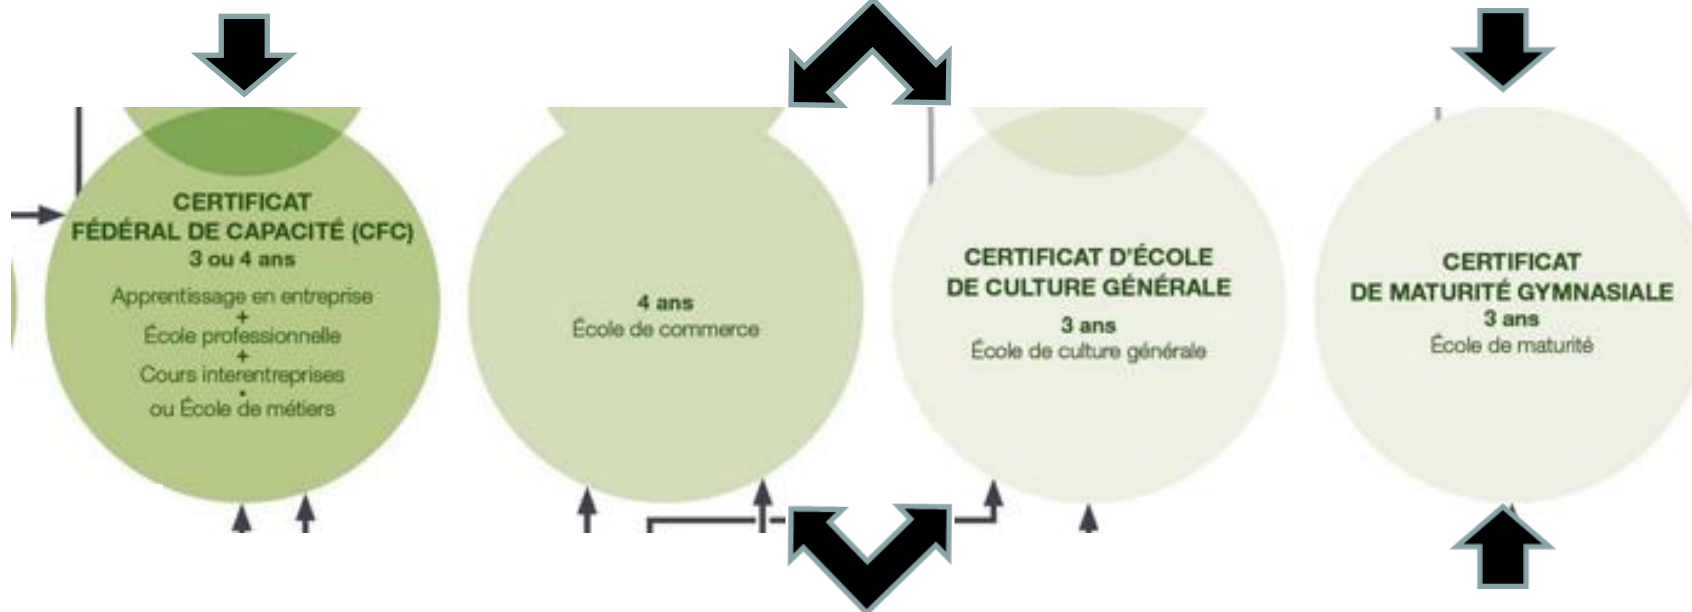 CERTIFICAT
FÉDÉRAL DE CAPACITÉ (CFC)
3 ou 4 ans
Apprentissage en entreprise
+
École professionnelle
+
Cours interentreprises
•
ou École de métiers
4 ans
École de commerce
CERTIFICAT D'ÉCOLE
DE CULTURE GÉNÉRALE
3 ans
École de culture générale
CERTIFICAT
DE MATURITÉ GYMNASIALE
3 ans
École de maturité